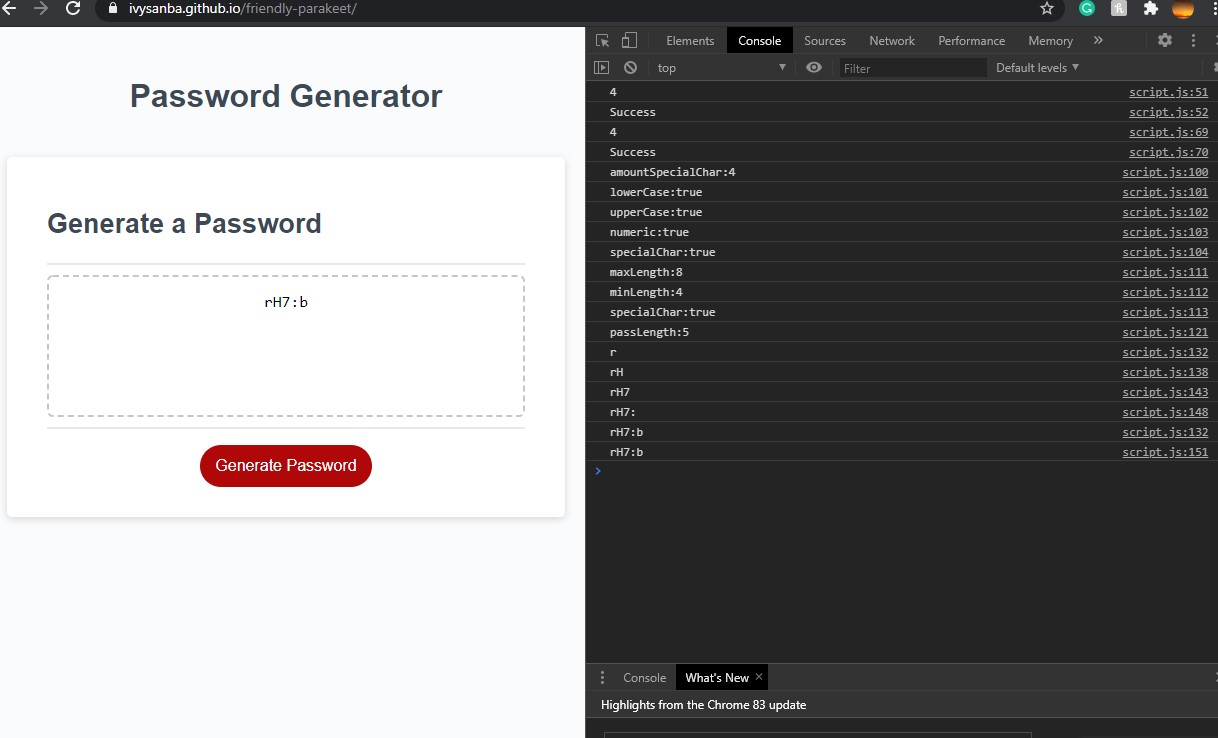 ivysanba.github.io/friendly-parakeet/
Password Generator
Generate a Password
rH7:b
Generate Password
Elements Console Sources Network Performance Memory »
top ▼ Filter Default levels ▼
4 script.js:51
Success script.js:52
4 script.js:69
Success script.js:70
amountSpecialChar:4 script.js:100
lowerCase:true script.js:101
upperCase:true script.js:102
numeric:true script.js:103
specialChar:true script.js:104
maxLength:8 script.js:111
minLength:4 script.js:112
specialChar:true script.js:113
passLength:5 script.js:121
r script.js:132
rH script.js:138
rH7 script.js:143
rH7: script.js:148
rH7:b script.js:132
rH7:b script.js:151
>
Console What's New ×
Highlights from the Chrome 83 update